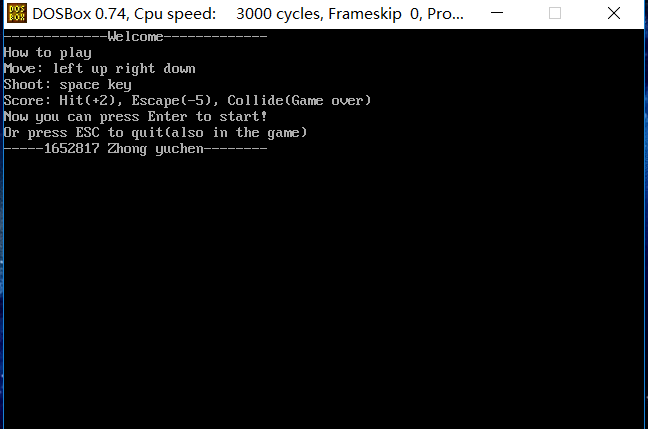 DOS
BOX
DOSBox 0.74, Cpu speed: 3000 cycles, Frameskip 0, Pro...
-------------Welcome-------------
How to play
Move: left up right down
Shoot: space key
Score: Hit(+2), Escape(-5), Collide(Game over)
Now you can press Enter to start!
Or press ESC to quit(also in the game)
-----1652817 Zhong yuchen--------